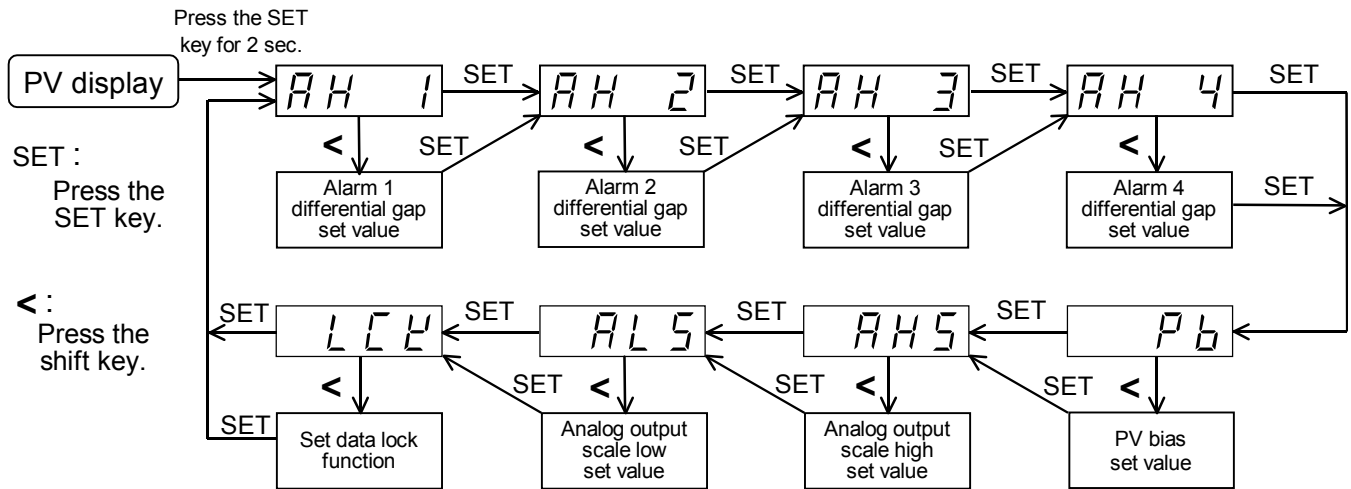 Press the SET
key for 2 sec.
PV display
AH 1
SET
AH 2
SET
AH 3
SET
AH 4
SET
<
SET
<
SET
<
SET
<
SET
SET :
Press the
SET key.
Alarm 1
differential gap
set value
Alarm 2
differential gap
set value
Alarm 3
differential gap
set value
Alarm 4
differential gap
set value
< :
Press the
shift key.
SET
LCK
SET
ALS
SET
AHS
SET
Pb
<
SET
<
SET
<
SET
<
SET
Set data lock
function
Analog output
scale low
set value
Analog output
scale high
set value
PV bias
set value